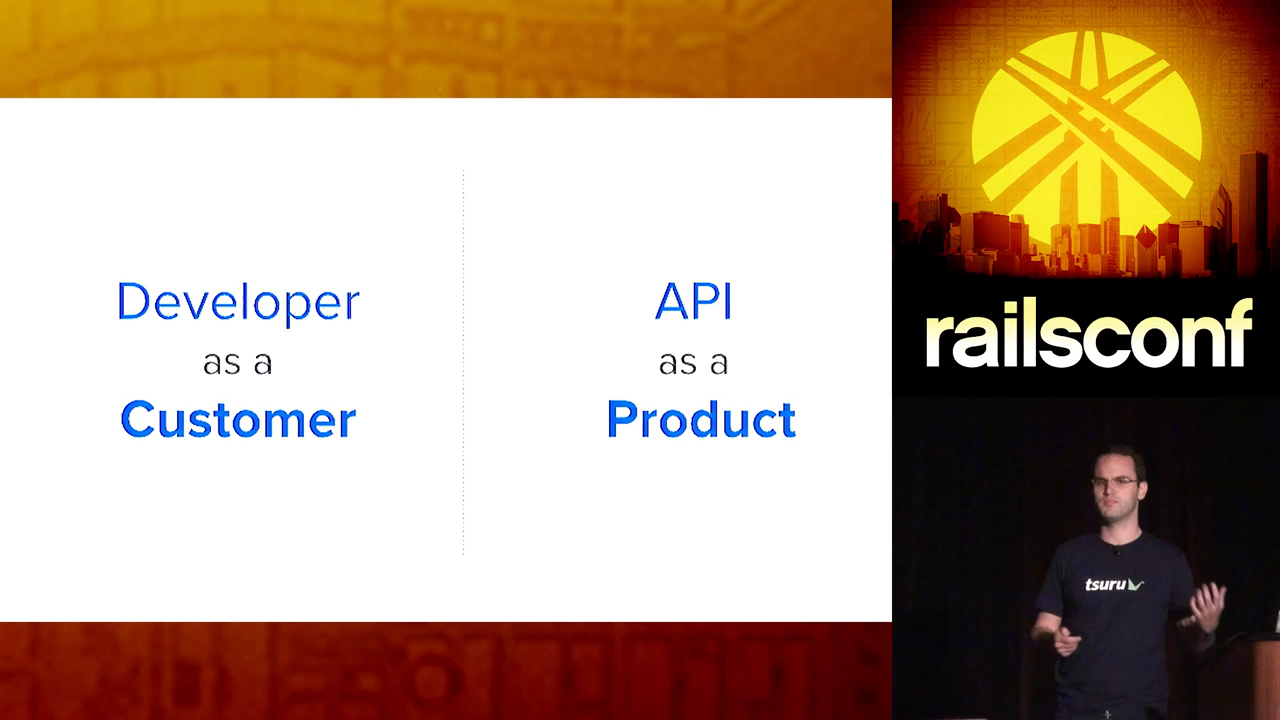 Developer
as a
Customer
API
as a
Product
railsconf
tsuru